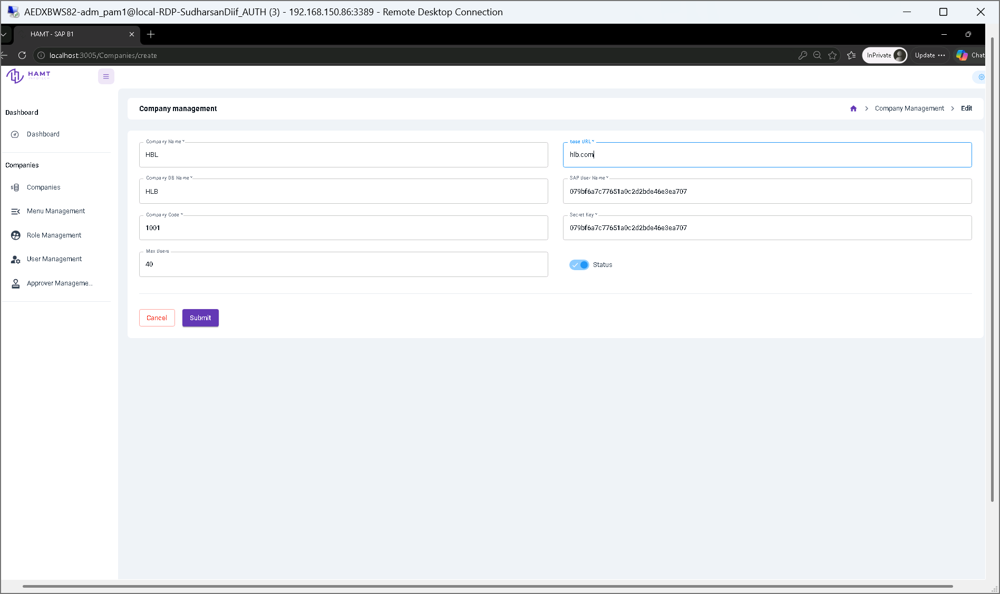 AEDXBWS82-adm_pam1@local-RDP-SudharsanDiif_AUTH (3) - 192.168.150.86:3389 - Remote Desktop Connection
HAMT - SAP B1
localhost:3005/Companies/create
InPrivate
Update
Chat
HAMT
INFOTECH
Company management
Company Management
Edit
Dashboard
Dashboard
Companies
Companies
Menu Management
Role Management
User Management
Approver Manageme...
Company Name *
HBL
base URL *
hlb.com
Company DB Name *
HLB
SAP User Name *
079bf6a7c77651a0c2d2bde46e3ea707
Company Code *
1001
Secret Key *
079bf6a7c77651a0c2d2bde46e3ea707
Max Users
40
Status
Cancel
Submit